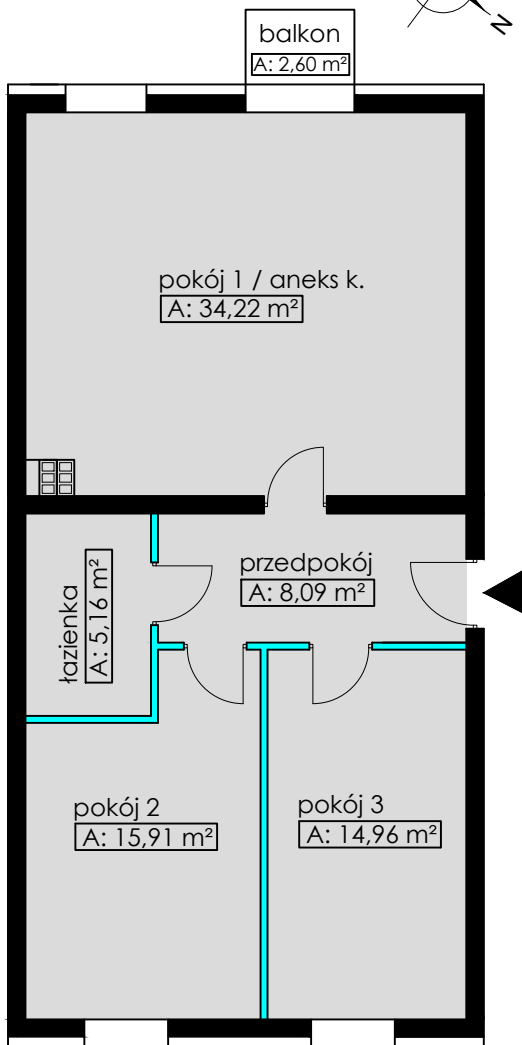 N
balkon
A: 2,60 m²
pokój 1 / aneks k.
A: 34,22 m²
przedpokój
A: 8,09 m²
łazienka
A: 5,16 m²
pokój 2
A: 15,91 m²
pokój 3
A: 14,96 m²